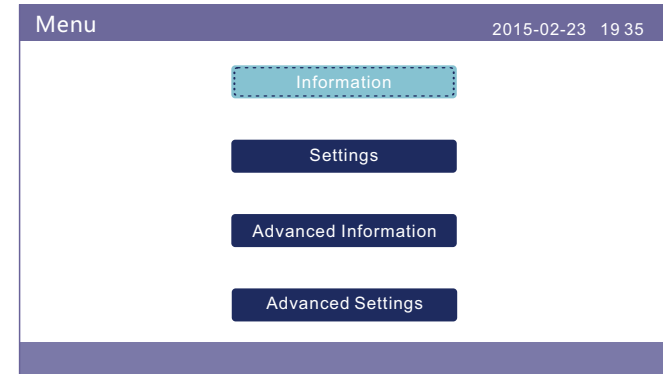 Menu
2015-02-23 19 35
Information
Settings
Advanced Information
Advanced Settings